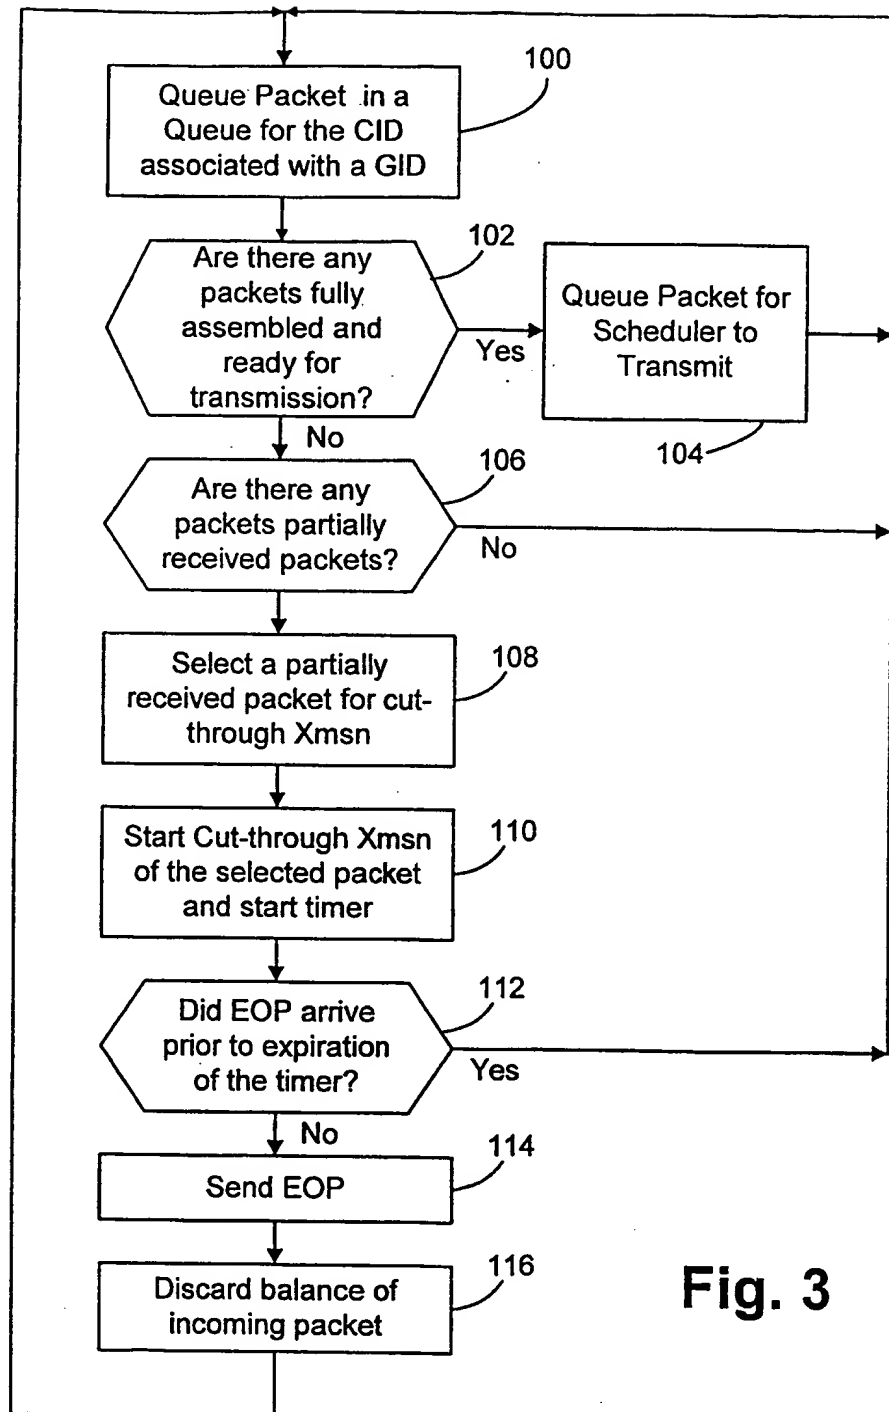 100
Queue Packet in a
Queue for the CID
associated with a GID
102
Are there any
packets fully
assembled and
ready for
transmission?
Yes
Queue Packet for
Scheduler to
Transmit
104
No
106
Are there any
packets partially
received packets?
No
108
Select a partially
received packet for cut-
through Xmsn
110
Start Cut-through Xmsn
of the selected packet
and start timer
112
Did EOP arrive
prior to expiration
of the timer?
Yes
No
114
Send EOP
116
Discard balance of
incoming packet
Fig. 3